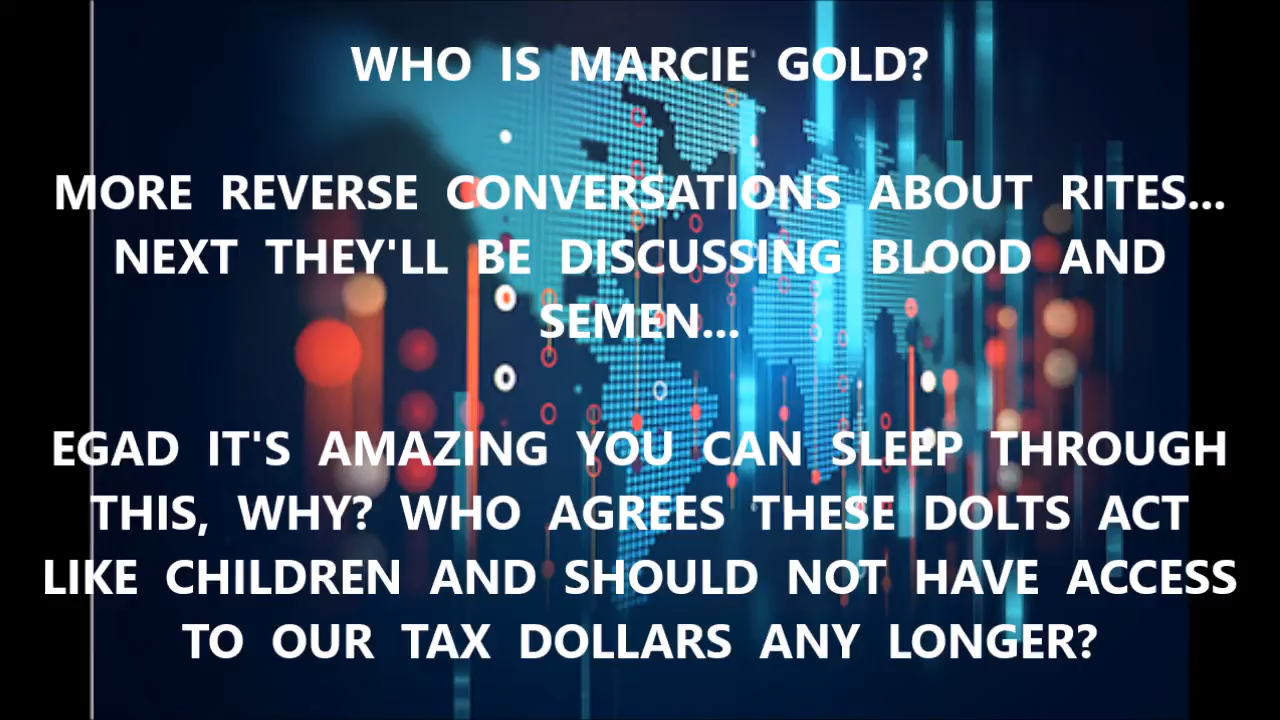 WHO IS MARCIE GOLD?
MORE REVERSE CONVERSATIONS ABOUT RITES...
NEXT THEY'LL BE DISCUSSING BLOOD AND
SEMEN...
EGAD IT'S AMAZING YOU CAN SLEEP THROUGH
THIS, WHY? WHO AGREES THESE DOLTS ACT
LIKE CHILDREN AND SHOULD NOT HAVE ACCESS
TO OUR TAX DOLLARS ANY LONGER?